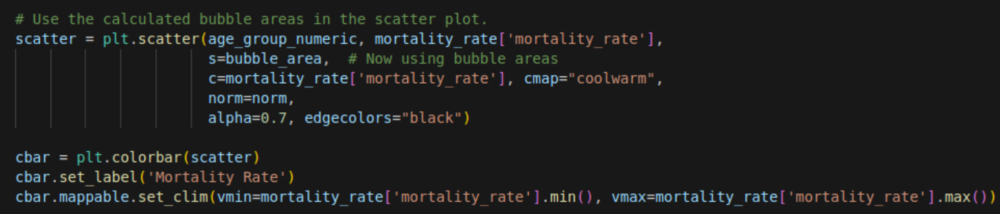 # Use the calculated bubble areas in the scatter plot.
scatter = plt.scatter(age_group_numeric, mortality_rate['mortality_rate'],
s=bubble_area,  # Now using bubble areas
c=mortality_rate['mortality_rate'], cmap="coolwarm",
norm=norm,
alpha=0.7, edgecolors="black")
cbar = plt.colorbar(scatter)
cbar.set_label('Mortality Rate')
cbar.mappable.set_clim(vmin=mortality_rate['mortality_rate'].min(), vmax=mortality_rate['mortality_rate'].max())